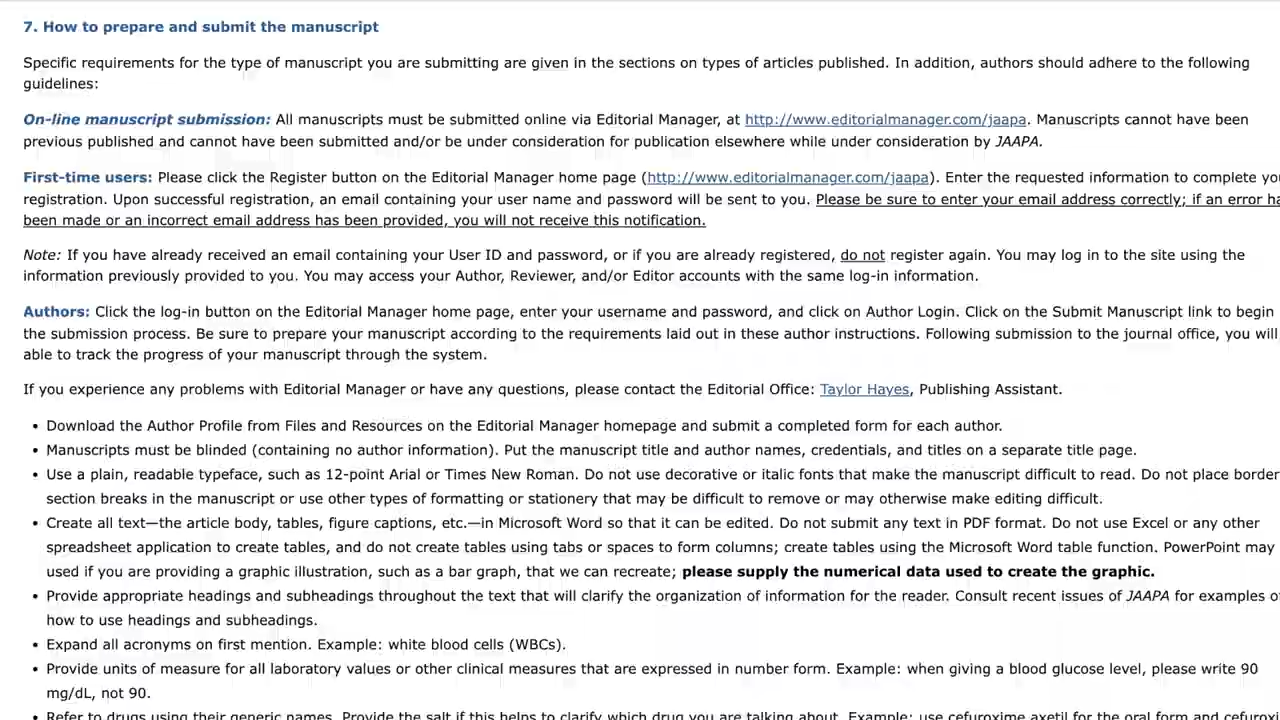 7. How to prepare and submit the manuscript
Specific requirements for the type of manuscript you are submitting are given in the sections on types of articles published. In addition, authors should adhere to the following
guidelines:
On-line manuscript submission: All manuscripts must be submitted online via Editorial Manager, at http://www.editorialmanager.com/jaapa. Manuscripts cannot have been
previous published and cannot have been submitted and/or be under consideration for publication elsewhere while under consideration by JAAPA.
First-time users: Please click the Register button on the Editorial Manager home page (http://www.editorialmanager.com/jaapa). Enter the requested information to complete
registration. Upon successful registration, an email containing your user name and password will be sent to you. Please be sure to enter your email address correctly; if an error
been made or an incorrect email address has been provided, you will not receive this notification.
Note: If you have already received an email containing your User ID and password, or if you are already registered, do not register again. You may log in to the site using the
information previously provided to you. You may access your Author, Reviewer, and/or Editor accounts with the same log-in information.
Authors: Click the log-in button on the Editorial Manager home page, enter your username and password, and click on Author Login. Click on the Submit Manuscript link to begin
the submission process. Be sure to prepare your manuscript according to the requirements laid out in these author instructions. Following submission to the journal office, you will
able to track the progress of your manuscript through the system.
If you experience any problems with Editorial Manager or have any questions, please contact the Editorial Office: Taylor Hayes, Publishing Assistant.
• Download the Author Profile from Files and Resources on the Editorial Manager homepage and submit a completed form for each author.
• Manuscripts must be blinded (containing no author information). Put the manuscript title and author names, credentials, and titles on a separate title page.
• Use a plain, readable typeface, such as 12-point Arial or Times New Roman. Do not use decorative or italic fonts that make the manuscript difficult to read. Do not place border
section breaks in the manuscript or use other types of formatting or stationery that may be difficult to remove or may otherwise make editing difficult.
• Create all text—the article body, tables, figure captions, etc.—in Microsoft Word so that it can be edited. Do not submit any text in PDF format. Do not use Excel or any other
spreadsheet application to create tables, and do not create tables using tabs or spaces to form columns; create tables using the Microsoft Word table function. PowerPoint may
used if you are providing a graphic illustration, such as a bar graph, that we can recreate; please supply the numerical data used to create the graphic.
• Provide appropriate headings and subheadings throughout the text that will clarify the organization of information for the reader. Consult recent issues of JAAPA for examples
how to use headings and subheadings.
• Expand all acronyms on first mention. Example: white blood cells (WBCs).
• Provide units of measure for all laboratory values or other clinical measures that are expressed in number form. Example: when giving a blood glucose level, please write 90
mg/dL, not 90.
• Refer to drugs using their generic names. Provide the salt if this helps to clarify which drug you are talking about. Example: use cefuroxime axetil for the oral form and